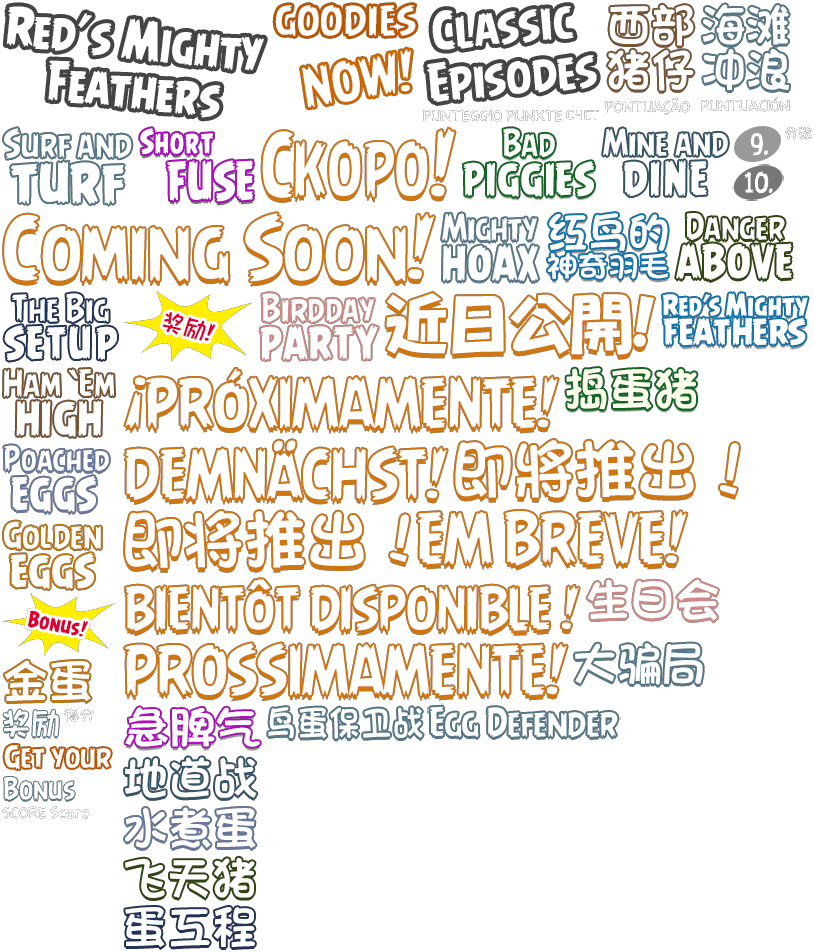 RED'S MIGHTY
FEATHERS
GOODIES
NOW!
CLASSIC
EPISODES
西部
猪仔
海滩
冲浪
PUNTEGGIO PUNKTE
PONTUAÇÃO
PUNTUACIÓN
SURF AND
TURF
SHORT
FUSE
СКОРО!
BAD
PIGGIES
MINE AND
DINE
9.
分数
10.
COMING SOON!
MIGHTY
HOAX
红鸟的
神奇羽毛
DANGER
ABOVE
THE BIG
SETUP
奖励!
BIRDDAY
PARTY
近日公開!
RED'S MIGHTY
FEATHERS
HAM 'EM
HIGH
¡PRÓXIMAMENTE!
捣蛋猪
POACHED
EGGS
DEMNÄCHST!
即將推出！
GOLDEN
EGGS
即将推出！
EM BREVE!
BONUS!
BIENTÔT DISPONIBLE !
生日会
金蛋
PROSSIMAMENTE!
大骗局
奖励
得分
急脾气
鸟蛋保卫战
EGG DEFENDER
GET YOUR
地道战
BONUS
SCORE Score
水煮蛋
飞天猪
蛋互程